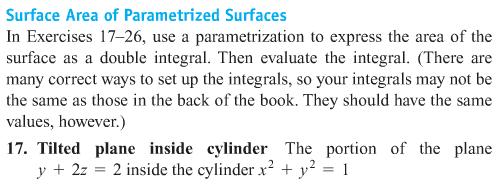 Surface Area of Parametrized Surfaces
In Exercises 17–26, use a parametrization to express the area of the
surface as a double integral. Then evaluate the integral. (There are
many correct ways to set up the integrals, so your integrals may not be
the same as those in the back of the book. They should have the same
values, however.)
17. Tilted plane inside cylinder The portion of the plane
y + 2z = 2 inside the cylinder x² + y² = 1